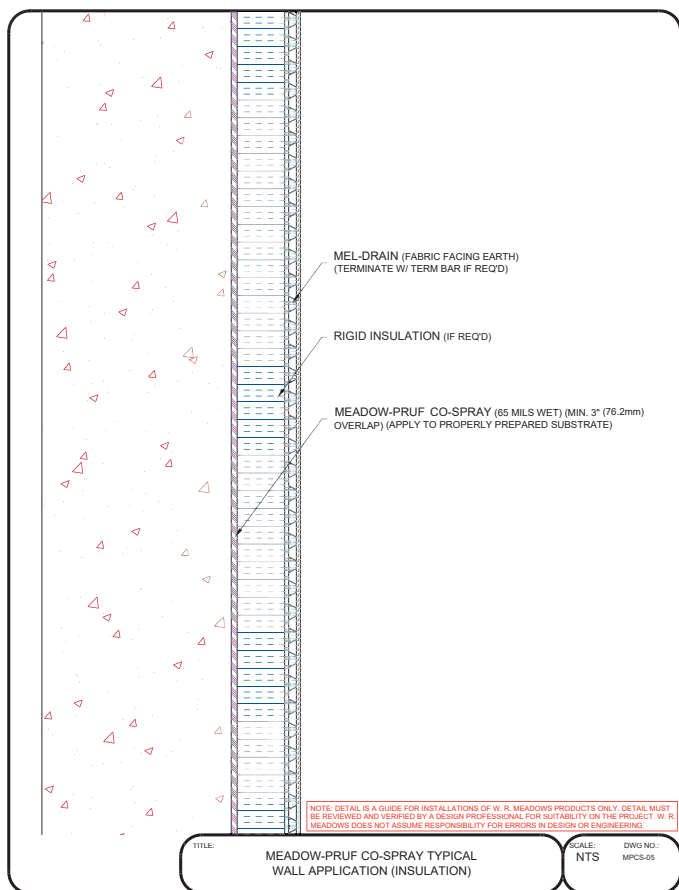 MEL-DRAIN (FABRIC FACING EARTH)
(TERMINATE W/ TERM BAR IF REQ'D)
RIGID INSULATION (IF REQ'D)
MEADOW-PRUF CO-SPRAY (65 MILS WET) (MIN. 3" (76.2mm)
OVERLAP) (APPLY TO PROPERLY PREPARED SUBSTRATE)
NOTE: DETAIL IS A GUIDE FOR INSTALLATIONS OF W. R. MEADOWS PRODUCTS ONLY. DETAIL MUST
BE REVIEWED AND VERIFIED BY A DESIGN PROFESSIONAL FOR SUITABILITY ON THE PROJECT. W. R.
MEADOWS DOES NOT ASSUME RESPONSIBILITY FOR ERRORS IN DESIGN OR ENGINEERING.
TITLE:
MEADOW-PRUF CO-SPRAY TYPICAL
WALL APPLICATION (INSULATION)
SCALE:
NTS
DWG NO.:
MPCS-05